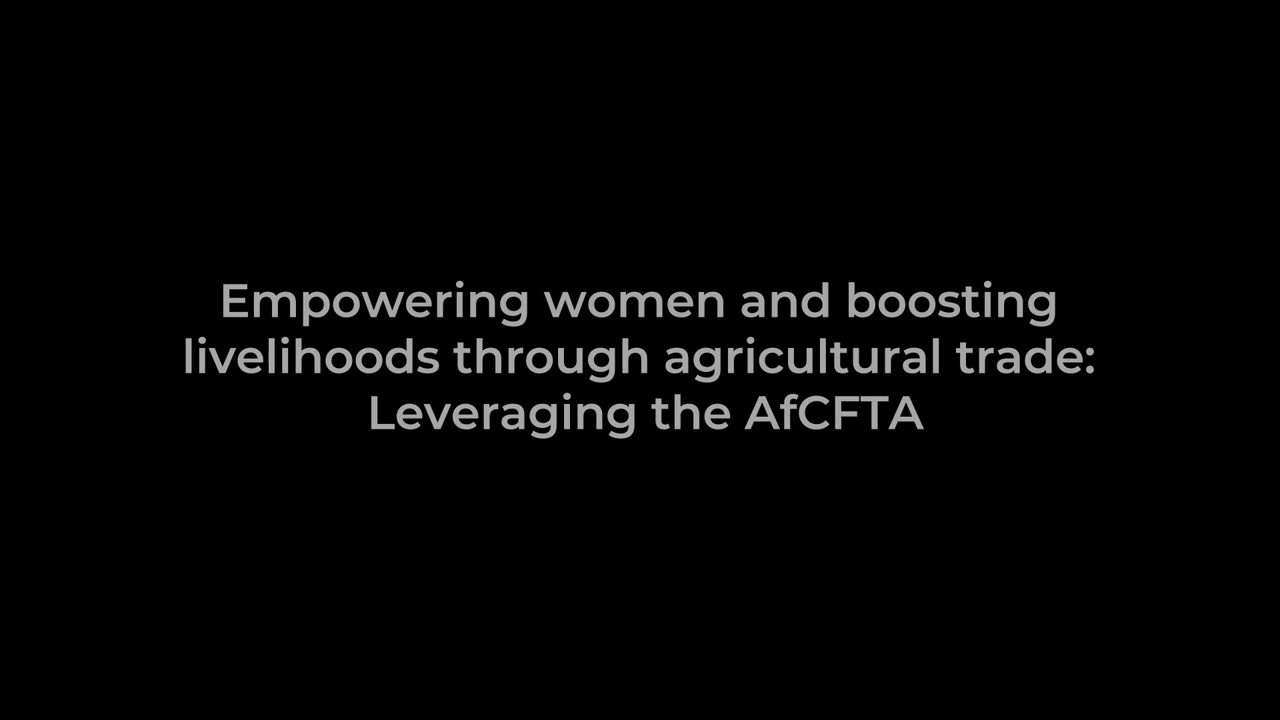 Empowering women and boosting
livelihoods through agricultural trade:
Leveraging the AfCFTA